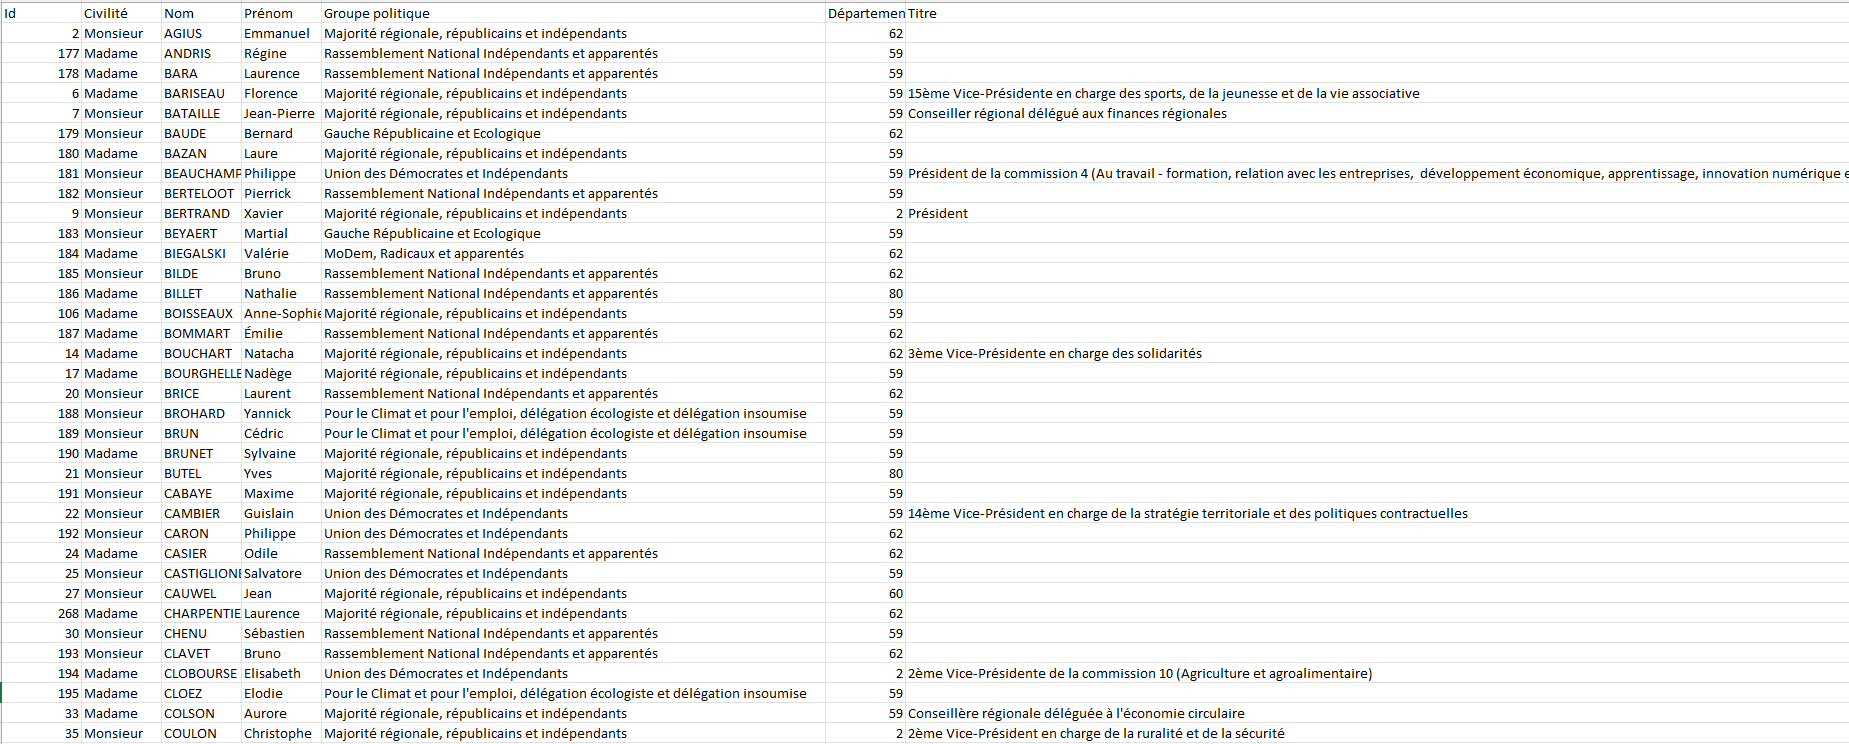 Id Civilité Nom Prénom Groupe politique Départemen Titre
2 Monsieur AGIUS Emmanuel Majorité régionale, républicains et indépendants 62
177 Madame ANDRIS Régine Rassemblement National Indépendants et apparentés 59
178 Madame BARA Laurence Rassemblement National Indépendants et apparentés 59
6 Madame BARISEAU Florence Majorité régionale, républicains et indépendants 59 15ème Vice-Présidente en charge des sports, de la jeunesse et de la vie associative
7 Monsieur BATAILLE Jean-Pierre Majorité régionale, républicains et indépendants 59 Conseiller régional délégué aux finances régionales
179 Monsieur BAUDE Bernard Gauche Républicaine et Ecologique 62
180 Madame BAZAN Laure Majorité régionale, républicains et indépendants 59
181 Monsieur BEAUCHAMP Philippe Union des Démocrates et Indépendants 59 Président de la commission 4 (Au travail - formation, relation avec les entreprises,  développement économique, apprentissage, innovation numérique e
182 Monsieur BERTELOOT Pierrick Rassemblement National Indépendants et apparentés 59
9 Monsieur BERTRAND Xavier Majorité régionale, républicains et indépendants 2 Président
183 Monsieur BEYAERT Martial Gauche Républicaine et Ecologique 59
184 Madame BIEGALSKI Valérie MoDem, Radicaux et apparentés 62
185 Monsieur BILDE Bruno Rassemblement National Indépendants et apparentés 62
186 Madame BILLET Nathalie Rassemblement National Indépendants et apparentés 80
106 Madame BOISSEAUX Anne-Sophie Majorité régionale, républicains et indépendants 59
187 Madame BOMMART Émilie Rassemblement National Indépendants et apparentés 62
14 Madame BOUCHART Natacha Majorité régionale, républicains et indépendants 62 3ème Vice-Présidente en charge des solidarités
17 Madame BOURGHELLE Nadège Majorité régionale, républicains et indépendants 59
20 Monsieur BRICE Laurent Rassemblement National Indépendants et apparentés 62
188 Monsieur BROHARD Yannick Pour le Climat et pour l'emploi, délégation écologiste et délégation insoumise 59
189 Monsieur BRUN Cédric Pour le Climat et pour l'emploi, délégation écologiste et délégation insoumise 59
190 Madame BRUNET Sylvaine Majorité régionale, républicains et indépendants 59
21 Monsieur BUTEL Yves Majorité régionale, républicains et indépendants 80
191 Monsieur CABAYE Maxime Majorité régionale, républicains et indépendants 59
22 Monsieur CAMBIER Guislain Union des Démocrates et Indépendants 59 14ème Vice-Président en charge de la stratégie territoriale et des politiques contractuelles
192 Monsieur CARON Philippe Union des Démocrates et Indépendants 62
24 Madame CASIER Odile Rassemblement National Indépendants et apparentés 62
25 Monsieur CASTIGLIONE Salvatore Union des Démocrates et Indépendants 59
27 Monsieur CAUWEL Jean Majorité régionale, républicains et indépendants 60
268 Madame CHARPENTIE Laurence Majorité régionale, républicains et indépendants 62
30 Monsieur CHENU Sébastien Rassemblement National Indépendants et apparentés 59
193 Monsieur CLAVET Bruno Rassemblement National Indépendants et apparentés 62
194 Madame CLOBOURSE Elisabeth Union des Démocrates et Indépendants 2 2ème Vice-Présidente de la commission 10 (Agriculture et agroalimentaire)
195 Madame CLOEZ Elodie Pour le Climat et pour l'emploi, délégation écologiste et délégation insoumise 59
33 Madame COLSON Aurore Majorité régionale, républicains et indépendants 59 Conseillère régionale déléguée à l'économie circulaire
35 Monsieur COULON Christophe Majorité régionale, républicains et indépendants 2 2ème Vice-Président en charge de la ruralité et de la sécurité